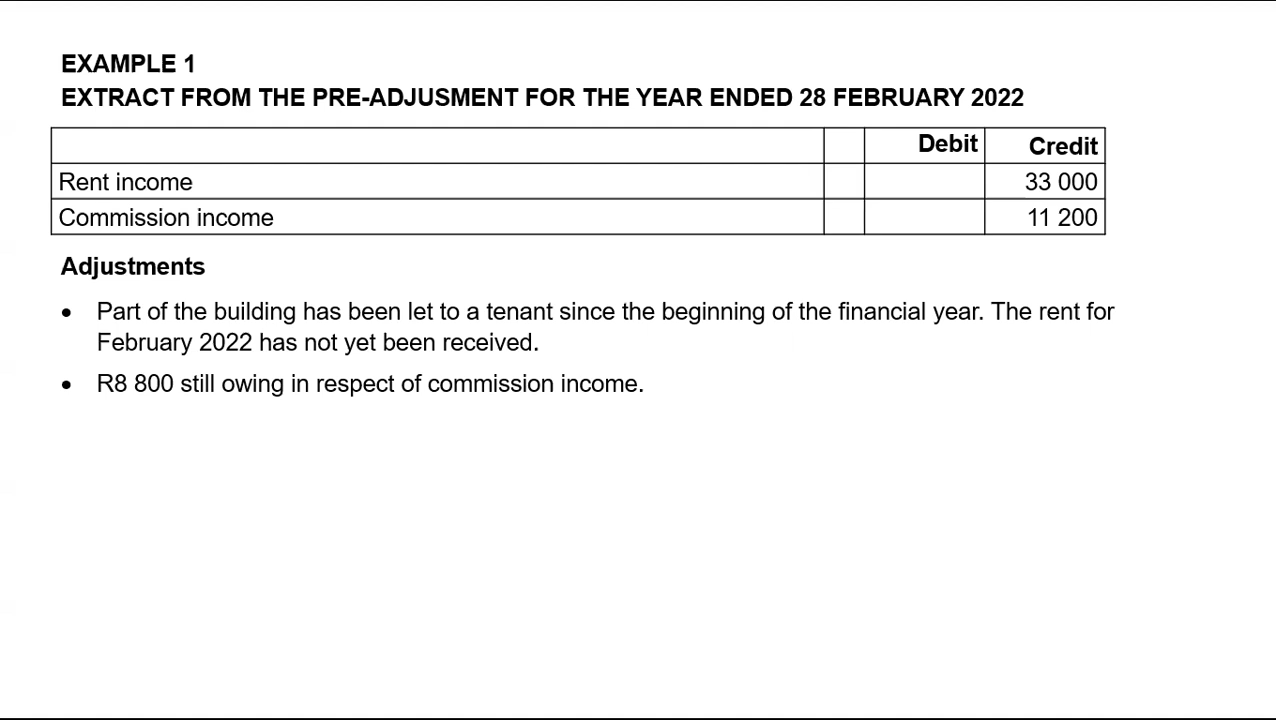 EXAMPLE 1
EXTRACT FROM THE PRE-ADJUSMENT FOR THE YEAR ENDED 28 FEBRUARY 2022
Debit Credit
Rent income 33 000
Commission income 11 200
Adjustments
• Part of the building has been let to a tenant since the beginning of the financial year. The rent for
February 2022 has not yet been received.
• R8 800 still owing in respect of commission income.